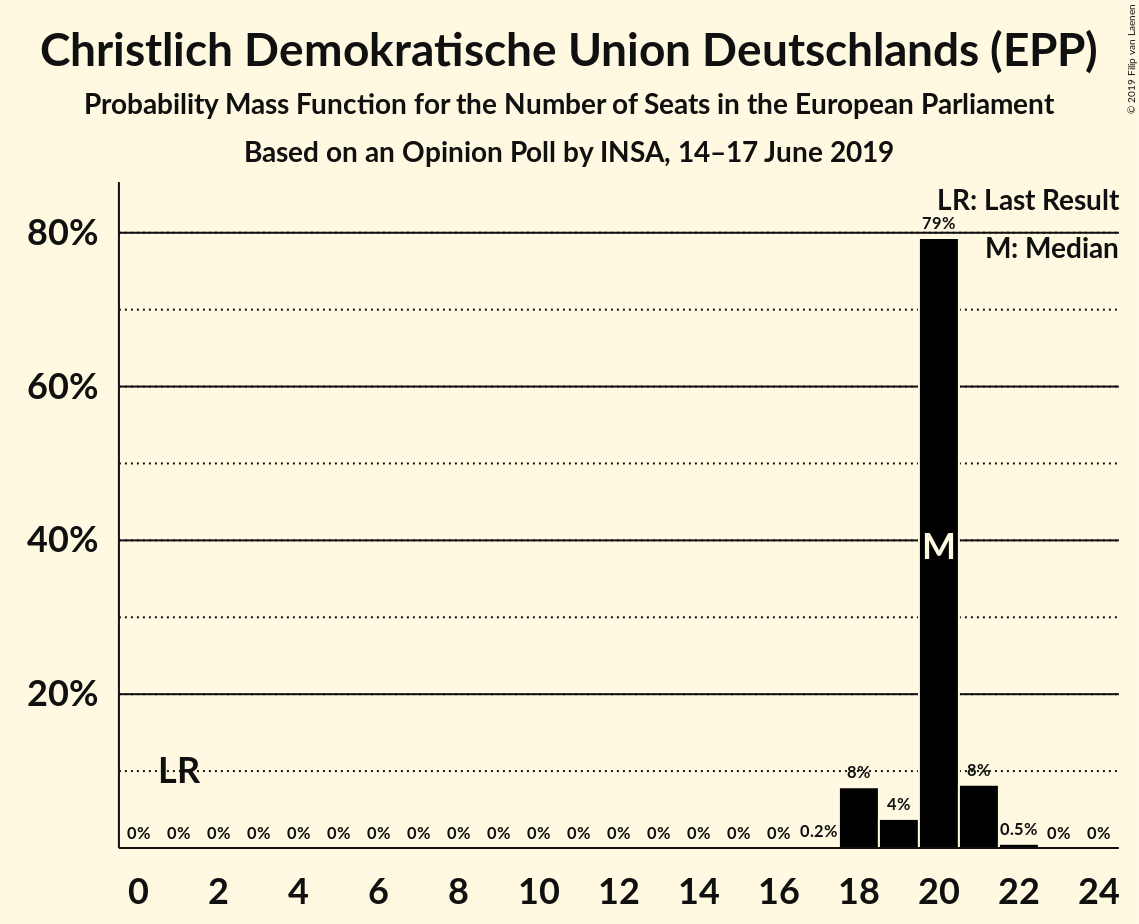 Christlich Demokratische Union Deutschlands (EPP)
Probability Mass Function for the Number of Seats in the European Parliament
Based on an Opinion Poll by INSA, 14–17 June 2019
© 2019 Filip van Laenen
LR: Last Result
M: Median
80%
60%
40%
20%
79%
M
LR
8%
8%
4%
0% 0% 0% 0% 0% 0% 0% 0% 0% 0% 0% 0% 0% 0% 0% 0% 0% 0.2% 0.5% 0% 0%
0 2 4 6 8 10 12 14 16 18 20 22 24